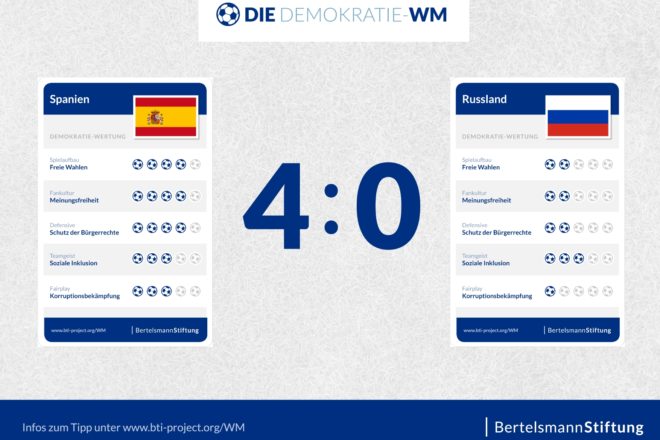 DIE DEMOKRATIE-WM
Spanien
DEMOKRATIE-WERTUNG
Spielaufbau
Freie Wahlen
Fankultur
Meinungsfreiheit
Defensive
Schutz der Bürgerrechte
Teamgeist
Soziale Inklusion
Fairplay
Korruptionsbekämpfung
www.bti-project.org/WM | BertelsmannStiftung
4:0
Russland
DEMOKRATIE-WERTUNG
Spielaufbau
Freie Wahlen
Fankultur
Meinungsfreiheit
Defensive
Schutz der Bürgerrechte
Teamgeist
Soziale Inklusion
Fairplay
Korruptionsbekämpfung
www.bti-project.org/WM | BertelsmannStiftung
Infos zum Tipp unter www.bti-project.org/WM
| BertelsmannStiftung